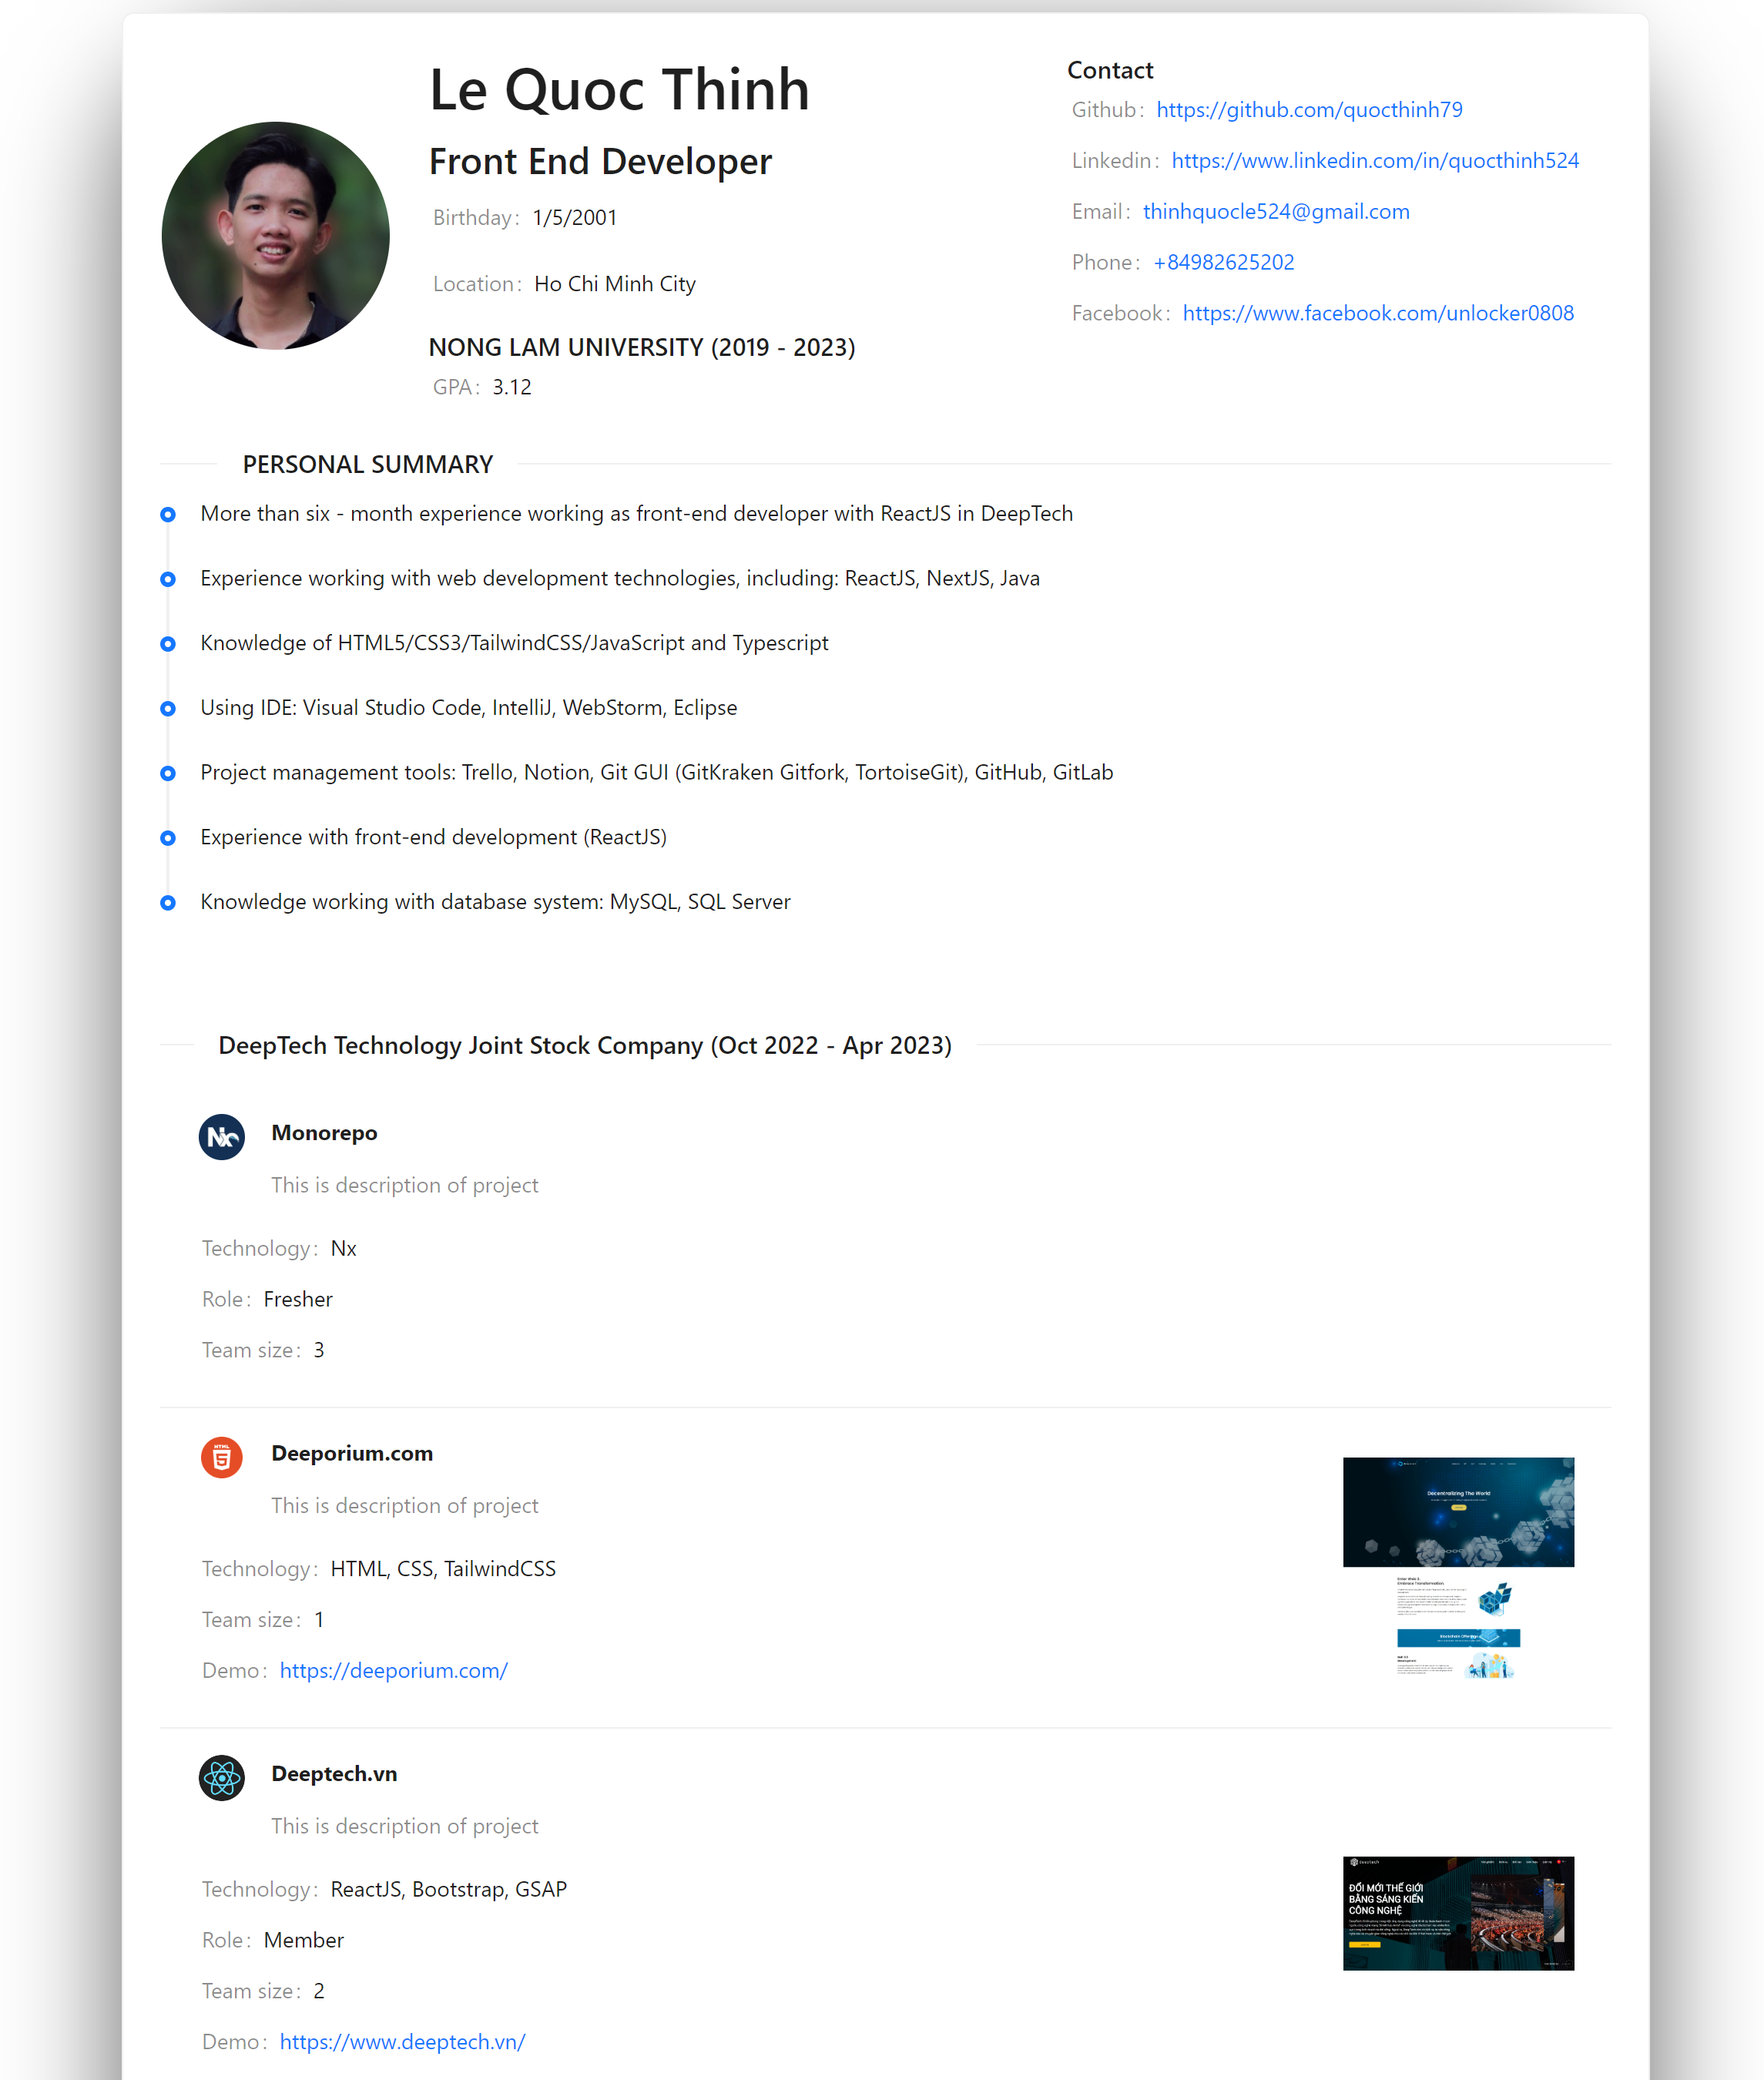 Le Quoc Thinh
Front End Developer
Birthday: 1/5/2001
Location: Ho Chi Minh City
NONG LAM UNIVERSITY (2019 - 2023)
GPA: 3.12
Contact
Github: https://github.com/quocthinh79
Linkedin: https://www.linkedin.com/in/quocthinh524
Email: thinhquocle524@gmail.com
Phone: +84982625202
Facebook: https://www.facebook.com/unlocker0808
PERSONAL SUMMARY
More than six - month experience working as front-end developer with ReactJS in DeepTech
Experience working with web development technologies, including: ReactJS, NextJS, Java
Knowledge of HTML5/CSS3/TailwindCSS/JavaScript and Typescript
Using IDE: Visual Studio Code, IntelliJ, WebStorm, Eclipse
Project management tools: Trello, Notion, Git GUI (GitKraken Gitfork, TortoiseGit), GitHub, GitLab
Experience with front-end development (ReactJS)
Knowledge working with database system: MySQL, SQL Server
DeepTech Technology Joint Stock Company (Oct 2022 - Apr 2023)
Nx
Monorepo
This is description of project
Technology: Nx
Role: Fresher
Team size: 3
HTML
5
Deeporium.com
This is description of project
Technology: HTML, CSS, TailwindCSS
Team size: 1
Demo: https://deeporium.com/
Decentralizing The World
Enter Web 3,
Embrace Transformation.
Deeptech.vn
This is description of project
Technology: ReactJS, Bootstrap, GSAP
Role: Member
Team size: 2
Demo: https://www.deeptech.vn/
deeptech
ĐỔI MỚI THẾ GIỚI
BẰNG SÁNG KIẾN
CÔNG NGHỆ